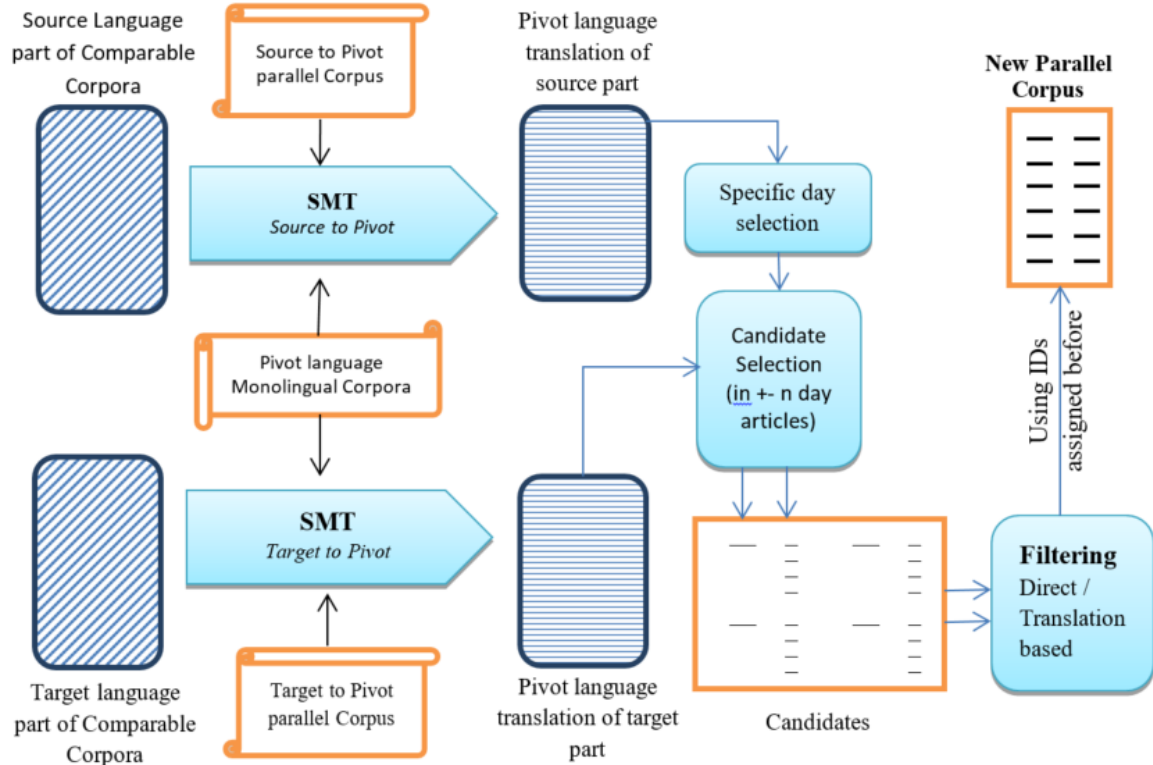 Source Language
part of Comparable
Corpora
Source to Pivot
parallel Corpus
Pivot language
translation of
source part
New Parallel
Corpus
SMT
Source to Pivot
Specific day
selection
Pivot language
Monolingual Corpora
Candidate
Selection
(in +- n day
articles)
Using IDs
assigned before
SMT
Target to Pivot
Filtering
Direct /
Translation
based
Target language
part of Comparable
Corpora
Target to Pivot
parallel Corpus
Pivot language
translation of target
part
Candidates